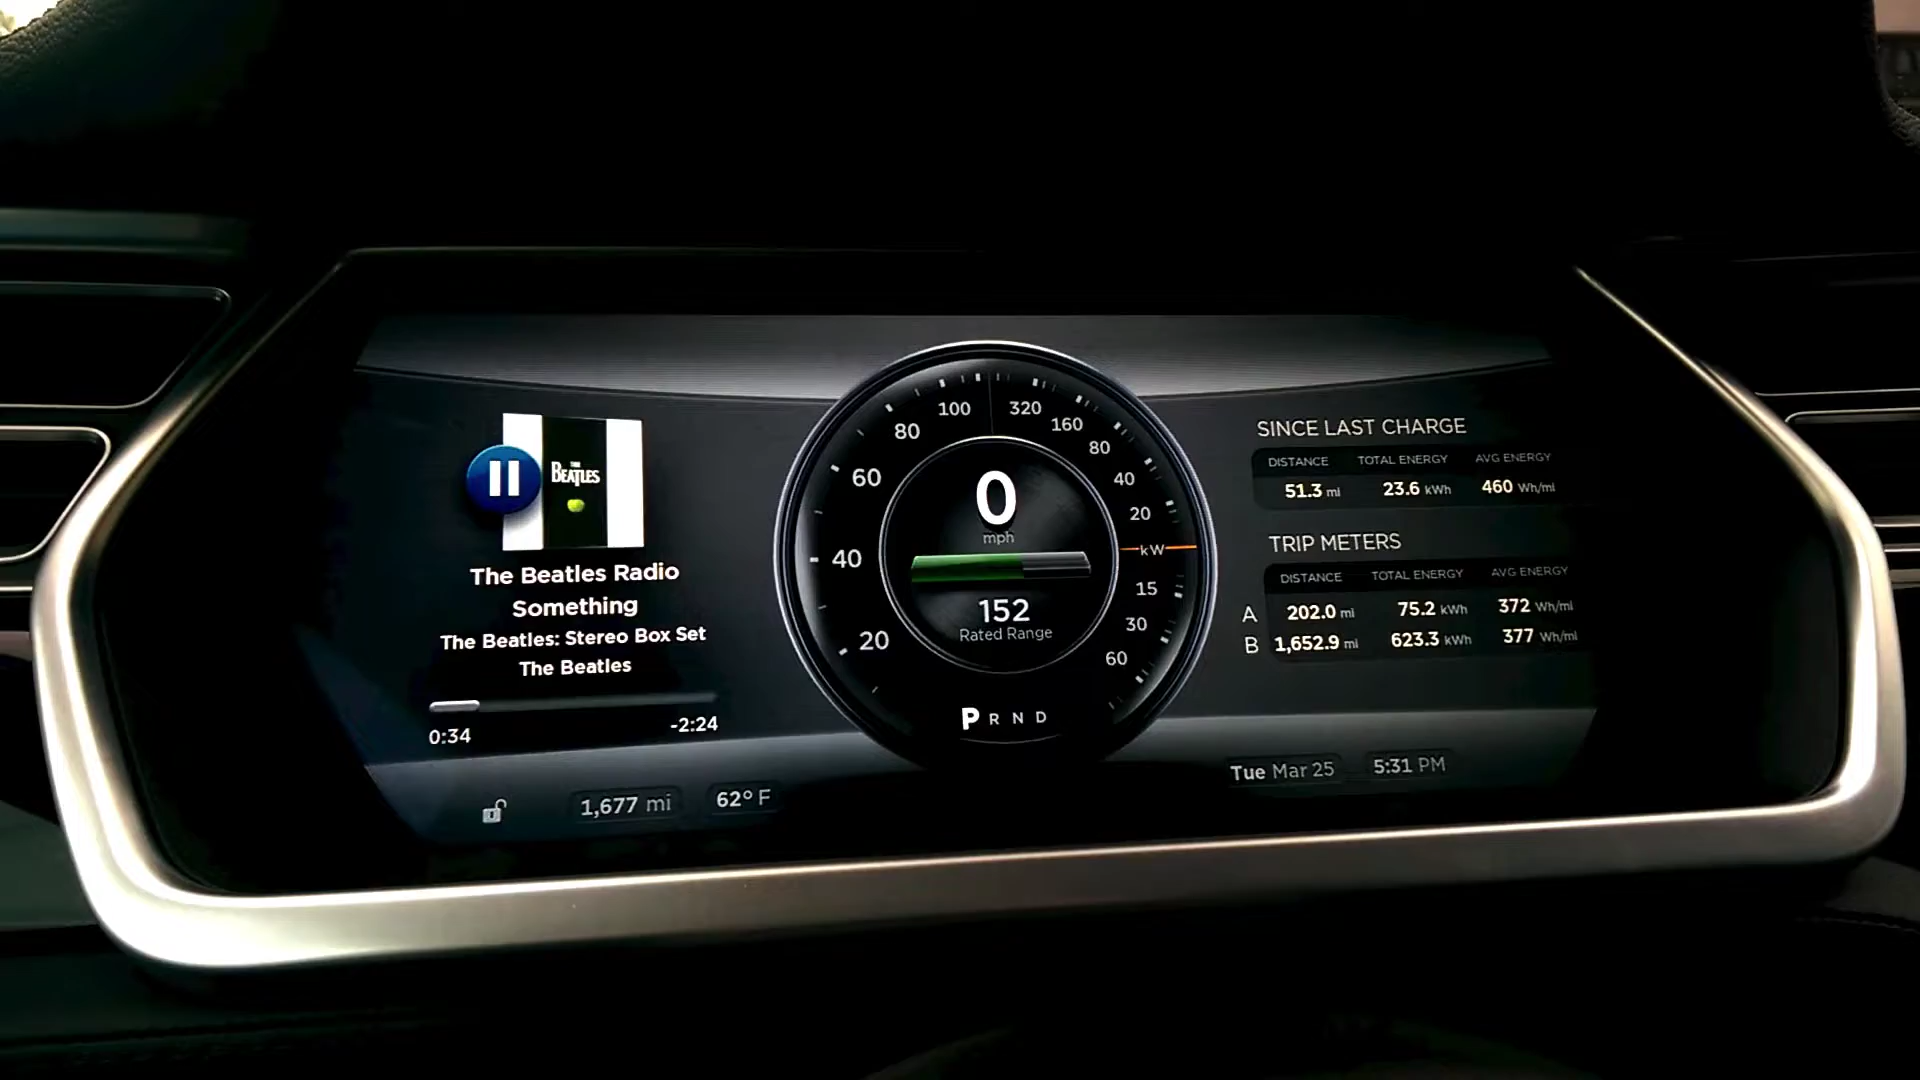 THE
BEATLES
The Beatles Radio
Something
The Beatles: Stereo Box Set
The Beatles
0:34 -2:24
1,677 mi 62° F
100 320
80 160
60 80
40 40
20 20
kW
15
30
60
0
mph
152
Rated Range
P R N D
SINCE LAST CHARGE
DISTANCE TOTAL ENERGY AVG ENERGY
51.3 mi 23.6 kWh 460 Wh/mi
TRIP METERS
DISTANCE TOTAL ENERGY AVG ENERGY
A 202.0 mi 75.2 kWh 372 Wh/mi
B 1,652.9 mi 623.3 kWh 377 Wh/mi
Tue Mar 25 5:31 PM